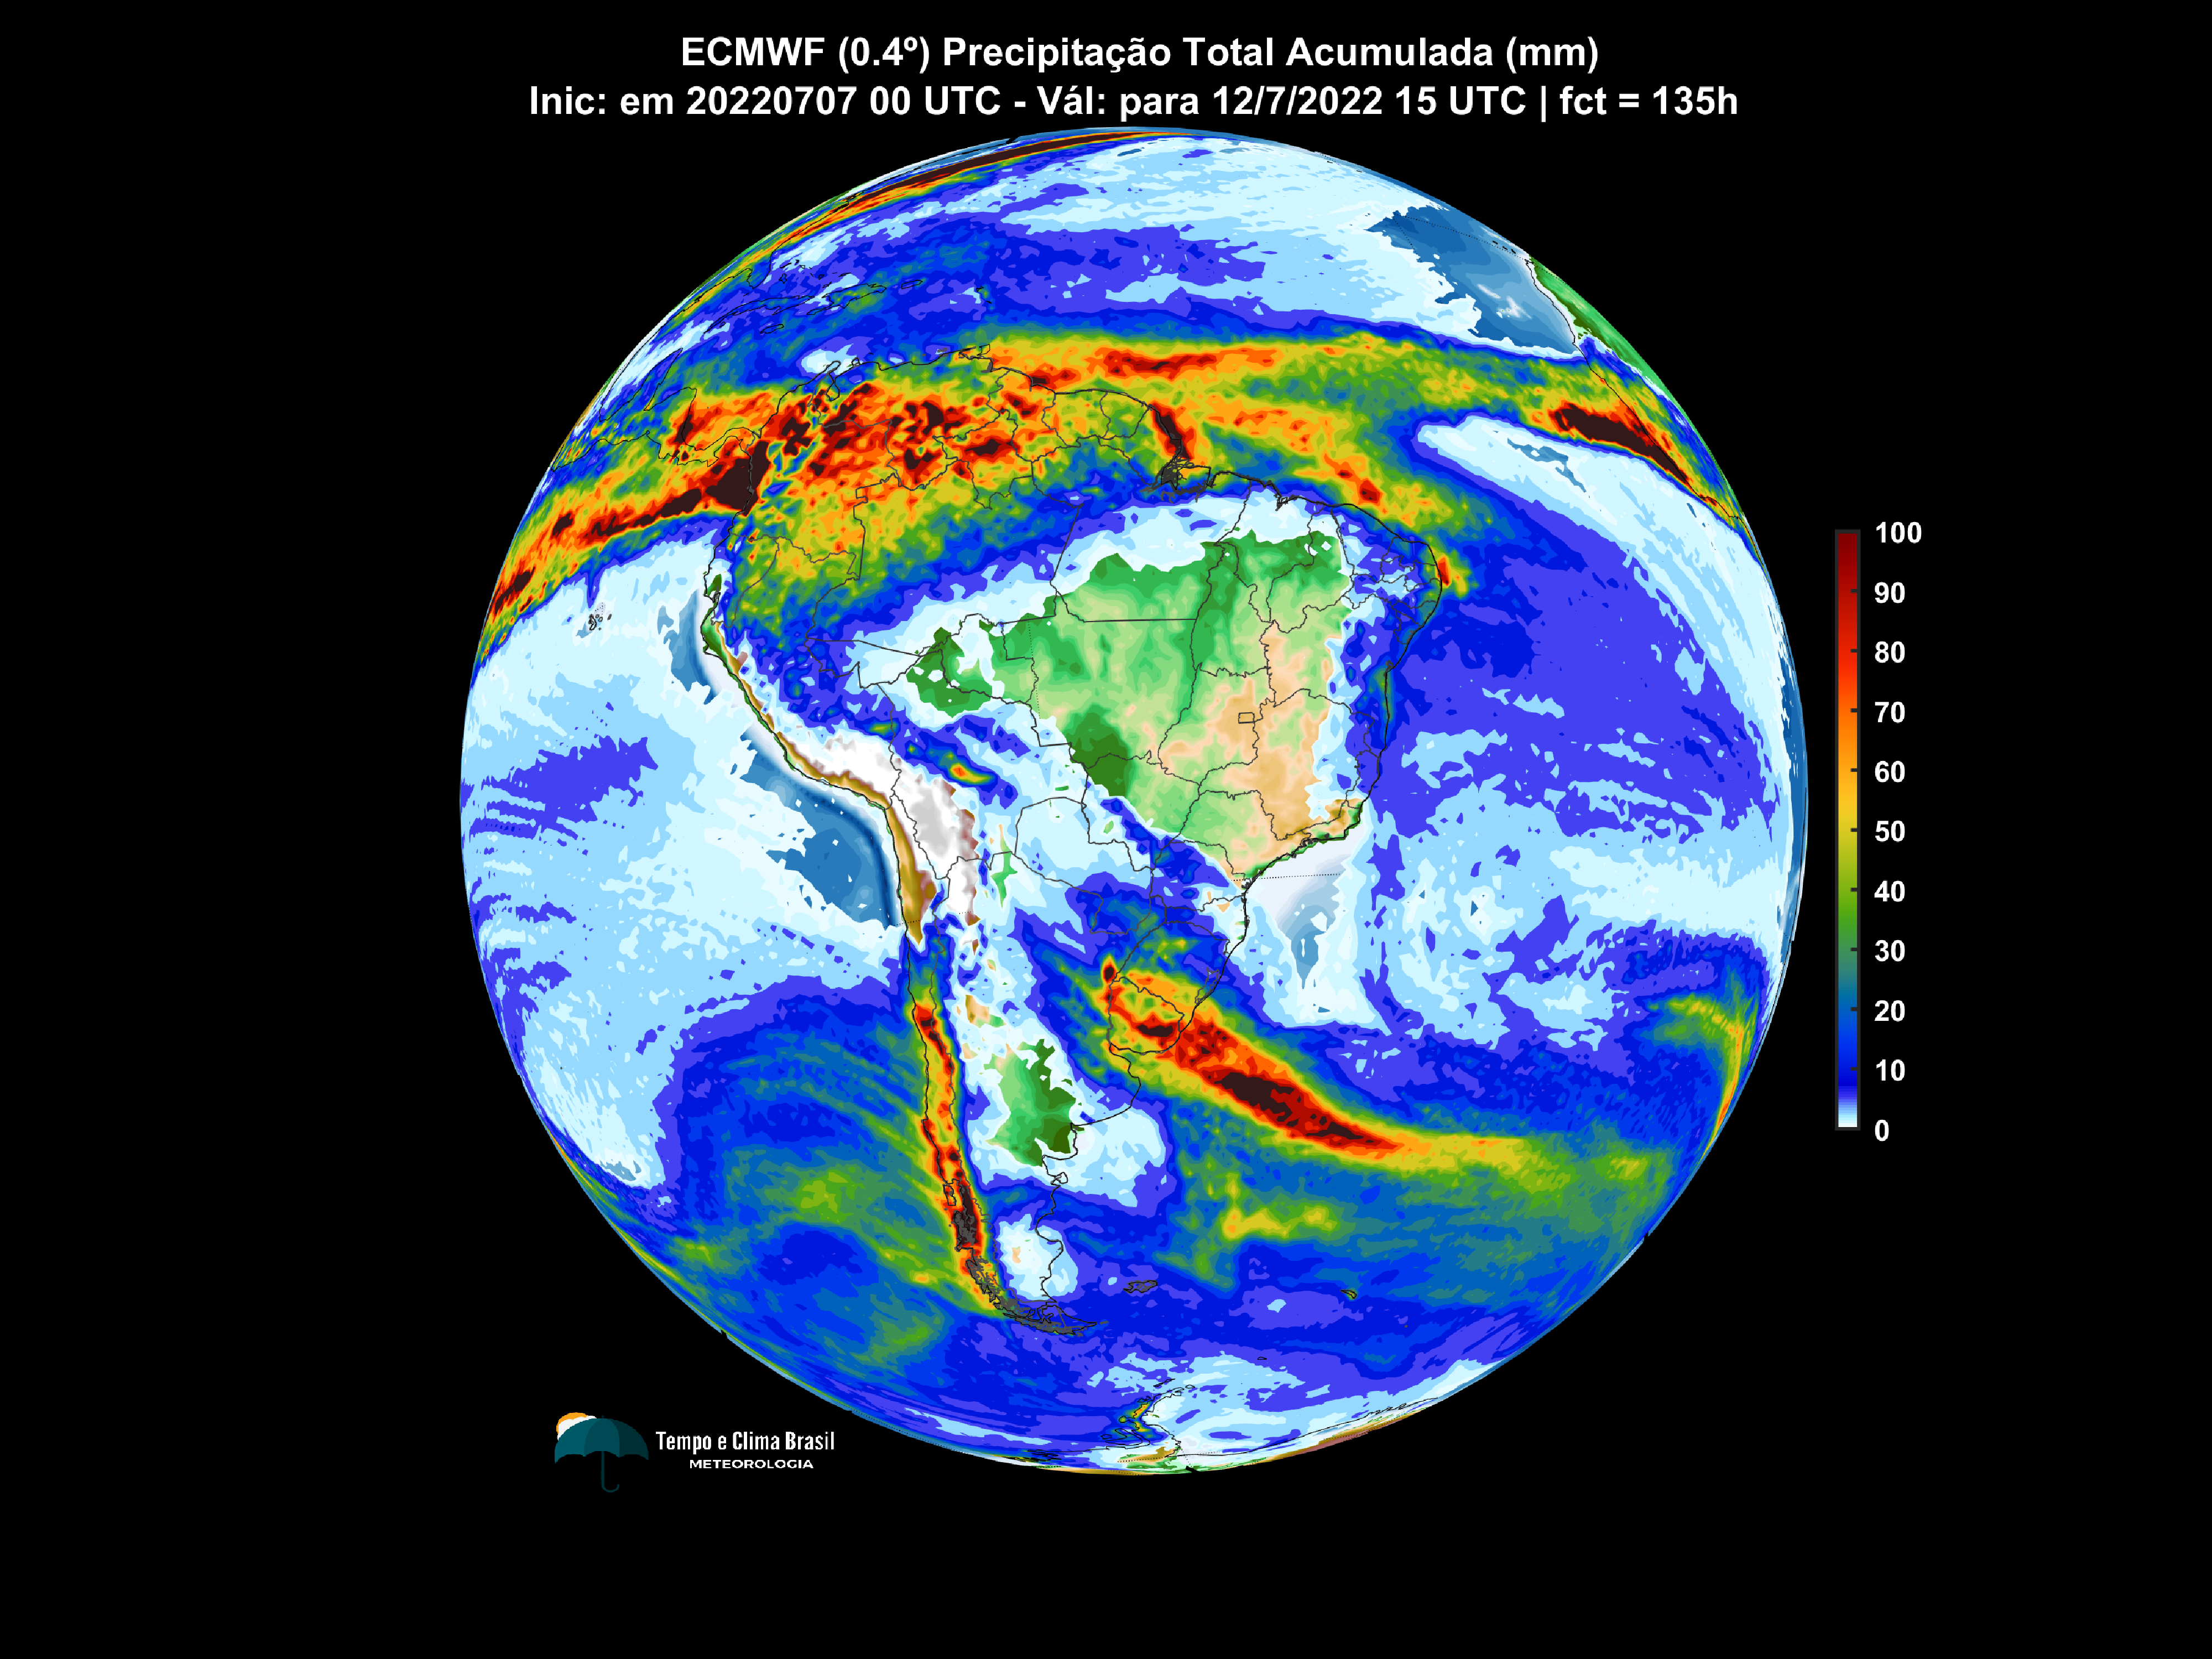 ECMWF (0.4º) Precipitação Total Acumulada (mm)
Inic: em 20220707 00 UTC - Vál: para 12/7/2022 15 UTC | fct = 135h
100
90
80
70
60
50
40
30
20
10
0
Tempo e Clima Brasil
METEOROLOGIA